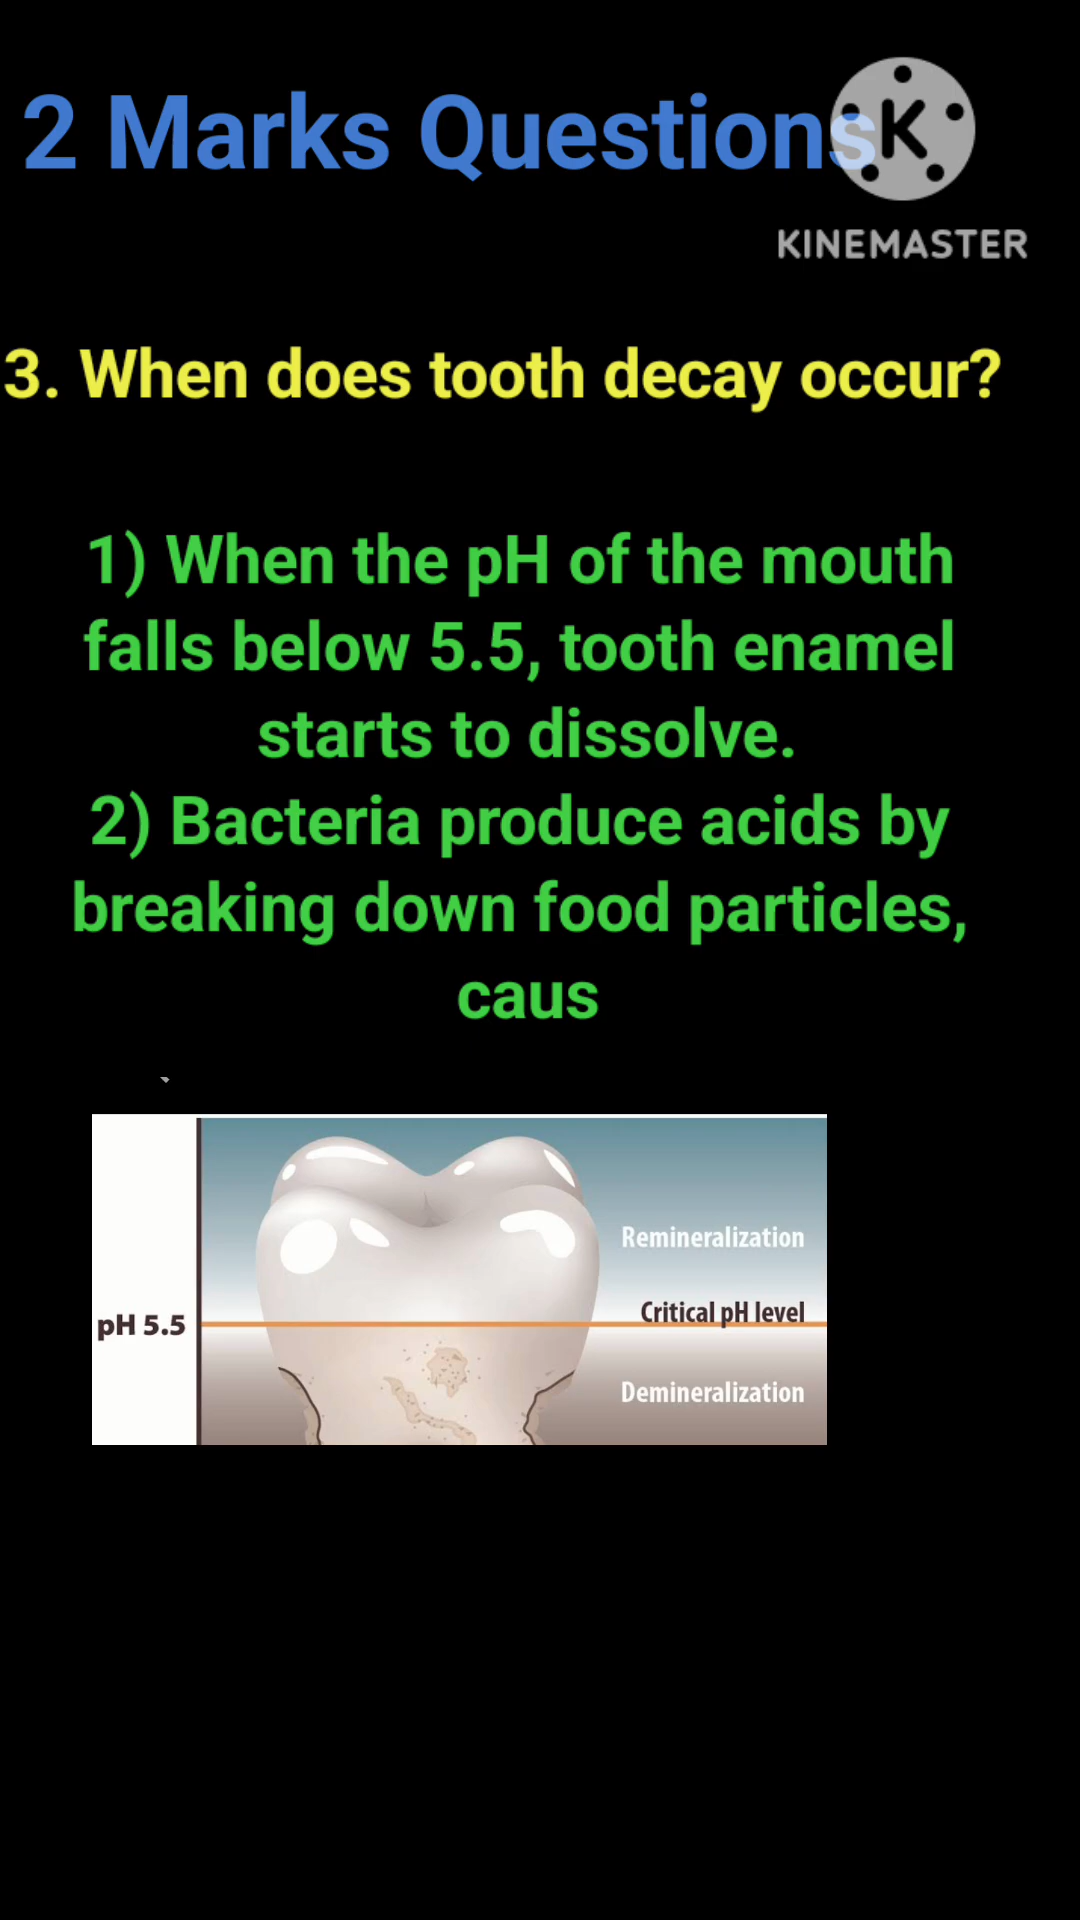 2 Marks Questions
KINEMASTER
3. When does tooth decay occur?
1) When the pH of the mouth
falls below 5.5, tooth enamel
starts to dissolve.
2) Bacteria produce acids by
breaking down food particles,
caus
Remineralization
Critical pH level
pH 5.5
Demineralization